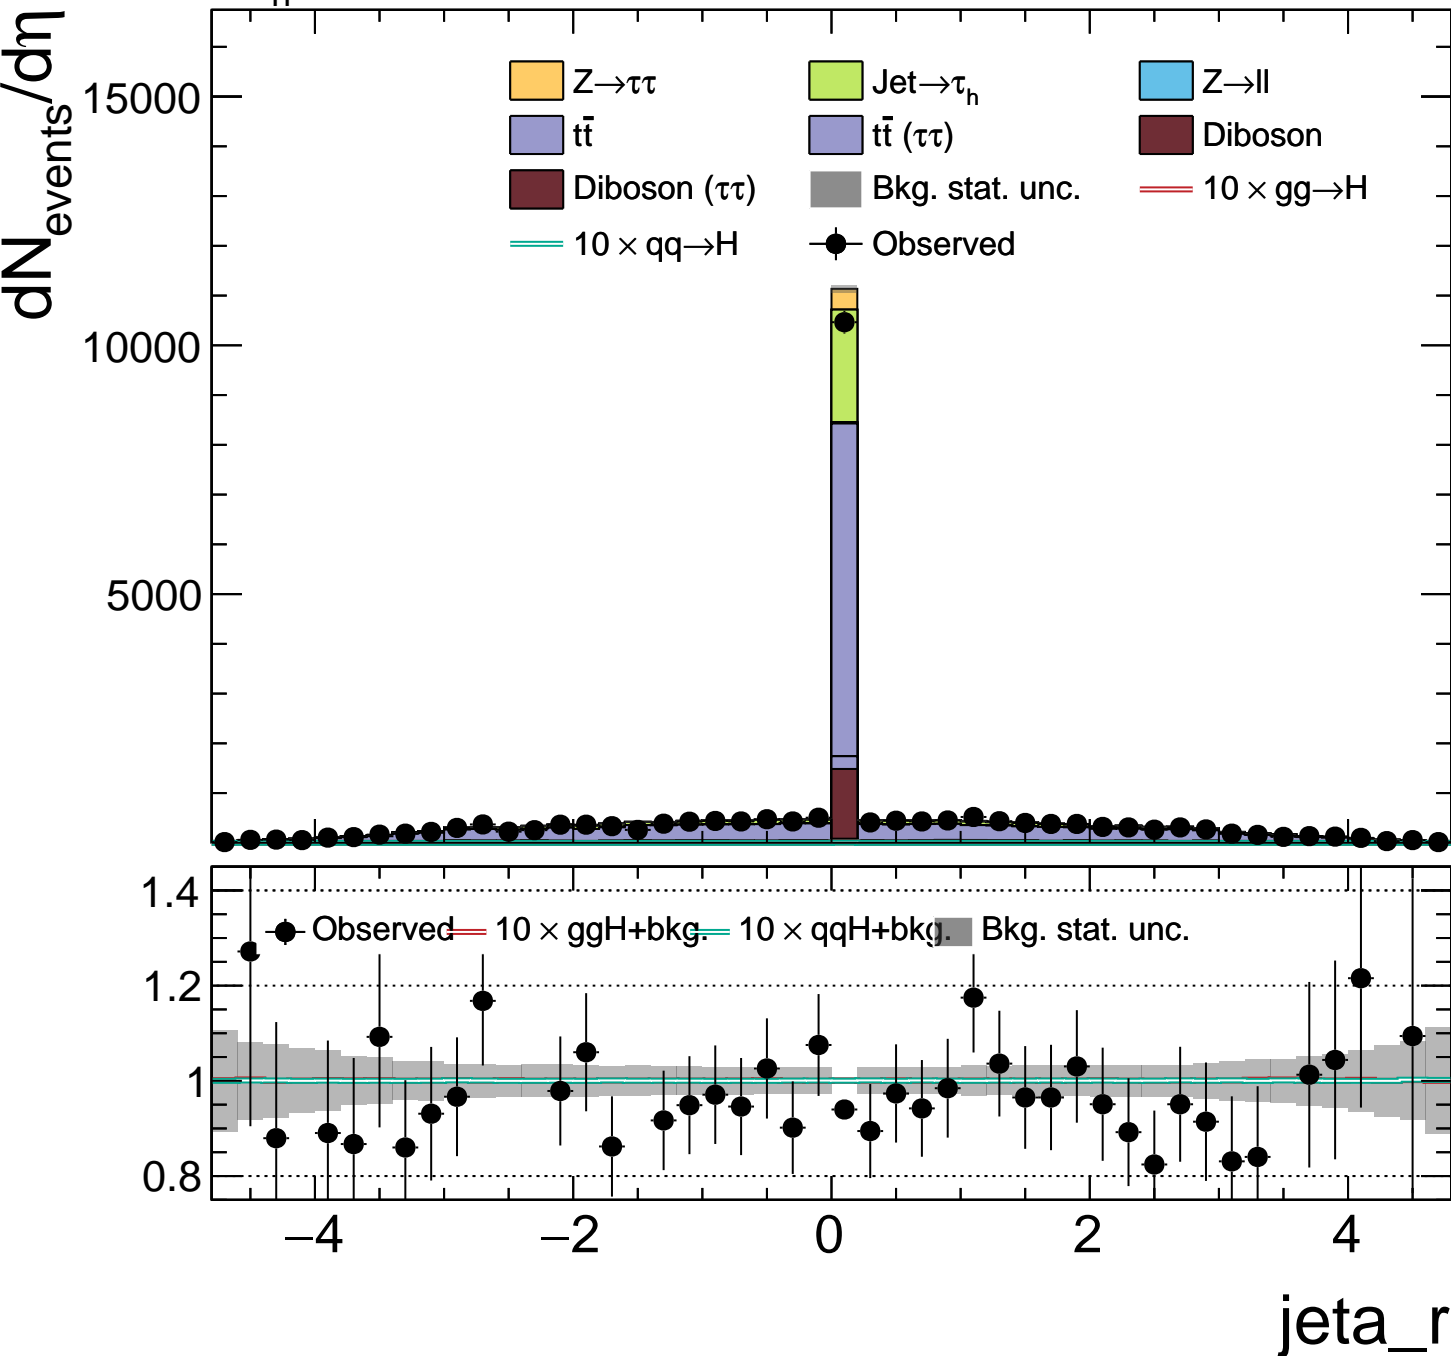 dN_events/dη
15000
10000
5000
Z→ττ
Jet→τ_h
Z→ll
tt̄
tt̄ (ττ)
Diboson
Diboson (ττ)
Bkg. stat. unc.
10 × gg→H
10 × qq→H
Observed
1.4
1.2
1
0.8
Observed
10 × ggH+bkg.
10 × qqH+bkg.
Bkg. stat. unc.
−4
−2
0
2
4
jeta_r